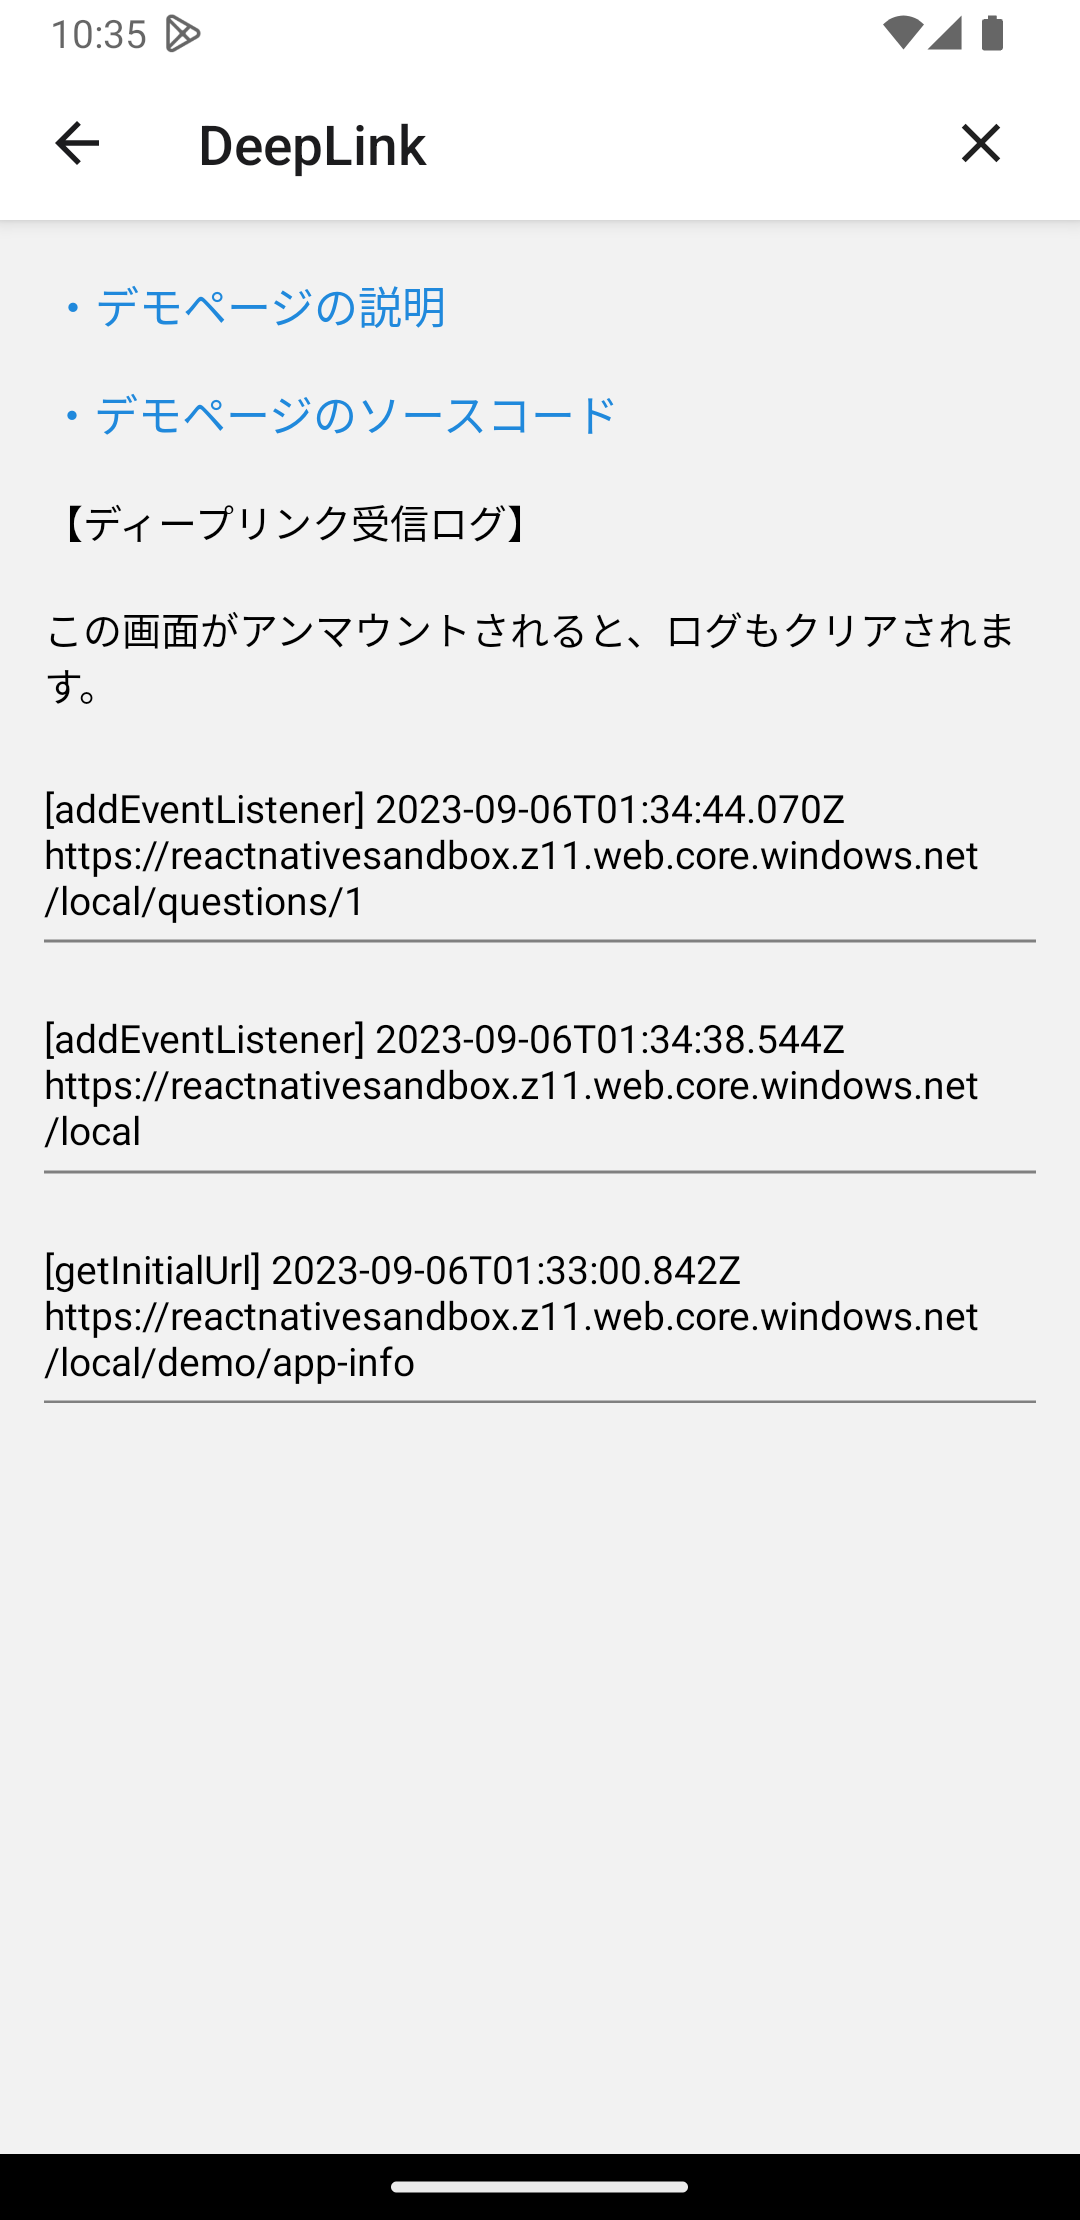 10:35
DeepLink
・デモページの説明
・デモページのソースコード
【ディープリンク受信ログ】
この画面がアンマウントされると、ログもクリアされま
す。
[addEventListener] 2023-09-06T01:34:44.070Z
https://reactnativesandbox.z11.web.core.windows.net
/local/questions/1
[addEventListener] 2023-09-06T01:34:38.544Z
https://reactnativesandbox.z11.web.core.windows.net
/local
[getInitialUrl] 2023-09-06T01:33:00.842Z
https://reactnativesandbox.z11.web.core.windows.net
/local/demo/app-info